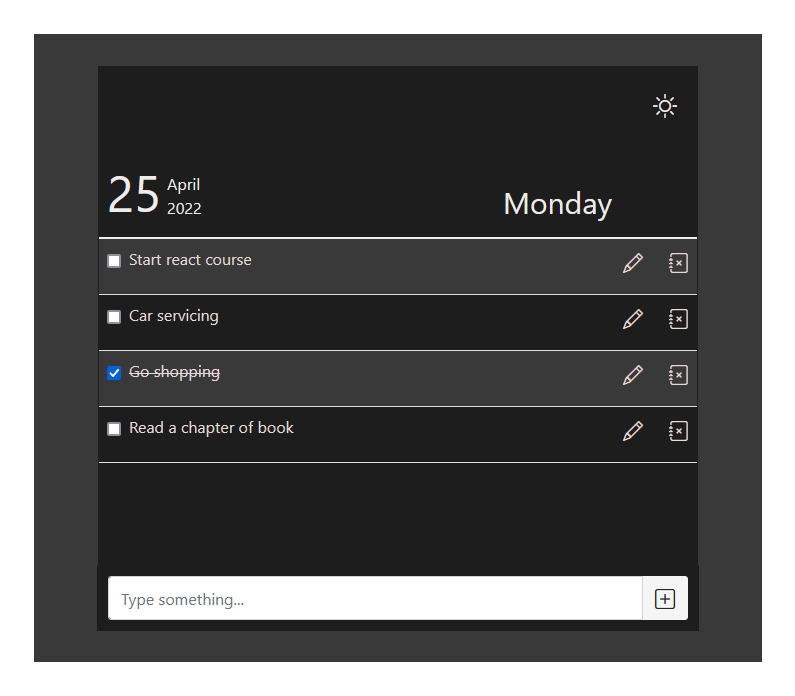 25 April
2022
Monday
Start react course
Car servicing
Go shopping
Read a chapter of book
Type something...